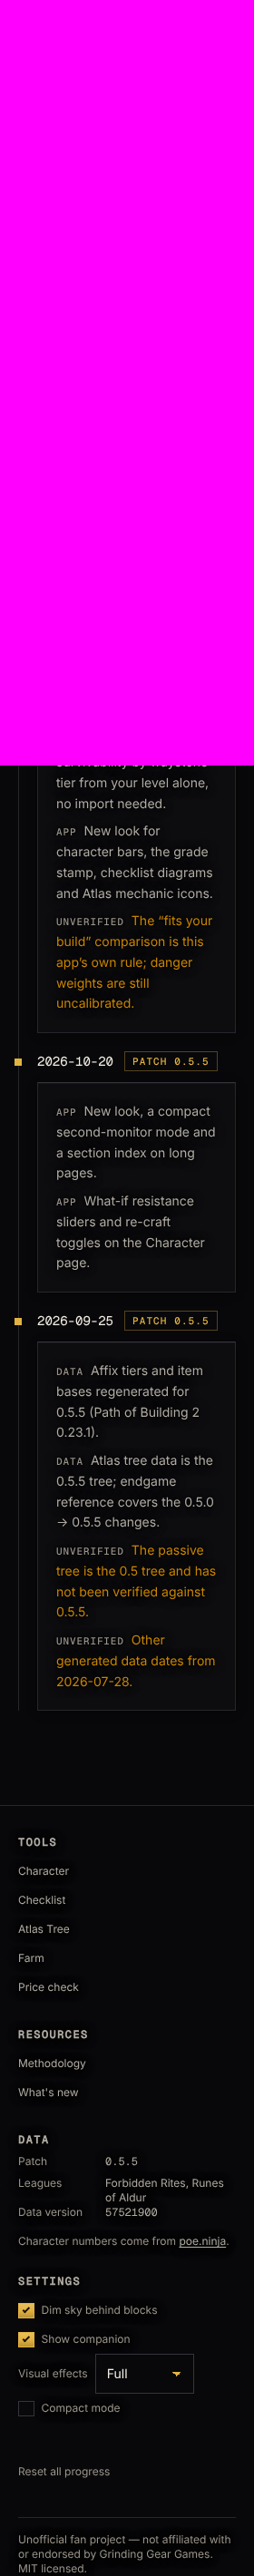 tier from your level alone,
no import needed.
APP New look for
character bars, the grade
stamp, checklist diagrams
and Atlas mechanic icons.
UNVERIFIED The “fits your
build” comparison is this
app’s own rule; danger
weights are still
uncalibrated.
2026-10-20 PATCH 0.5.5
APP New look, a compact
second-monitor mode and
a section index on long
pages.
APP What-if resistance
sliders and re-craft
toggles on the Character
page.
2026-09-25 PATCH 0.5.5
DATA Affix tiers and item
bases regenerated for
0.5.5 (Path of Building 2
0.23.1).
DATA Atlas tree data is the
0.5.5 tree; endgame
reference covers the 0.5.0
→ 0.5.5 changes.
UNVERIFIED The passive
tree is the 0.5 tree and has
not been verified against
0.5.5.
UNVERIFIED Other
generated data dates from
2026-07-28.
TOOLS
Character
Checklist
Atlas Tree
Farm
Price check
RESOURCES
Methodology
What's new
DATA
Patch 0.5.5
Leagues Forbidden Rites, Runes
of Aldur
Data version 57521900
Character numbers come from poe.ninja.
SETTINGS
Dim sky behind blocks
Show companion
Visual effects Full
Compact mode
Reset all progress
Unofficial fan project — not affiliated with
or endorsed by Grinding Gear Games.
MIT licensed.